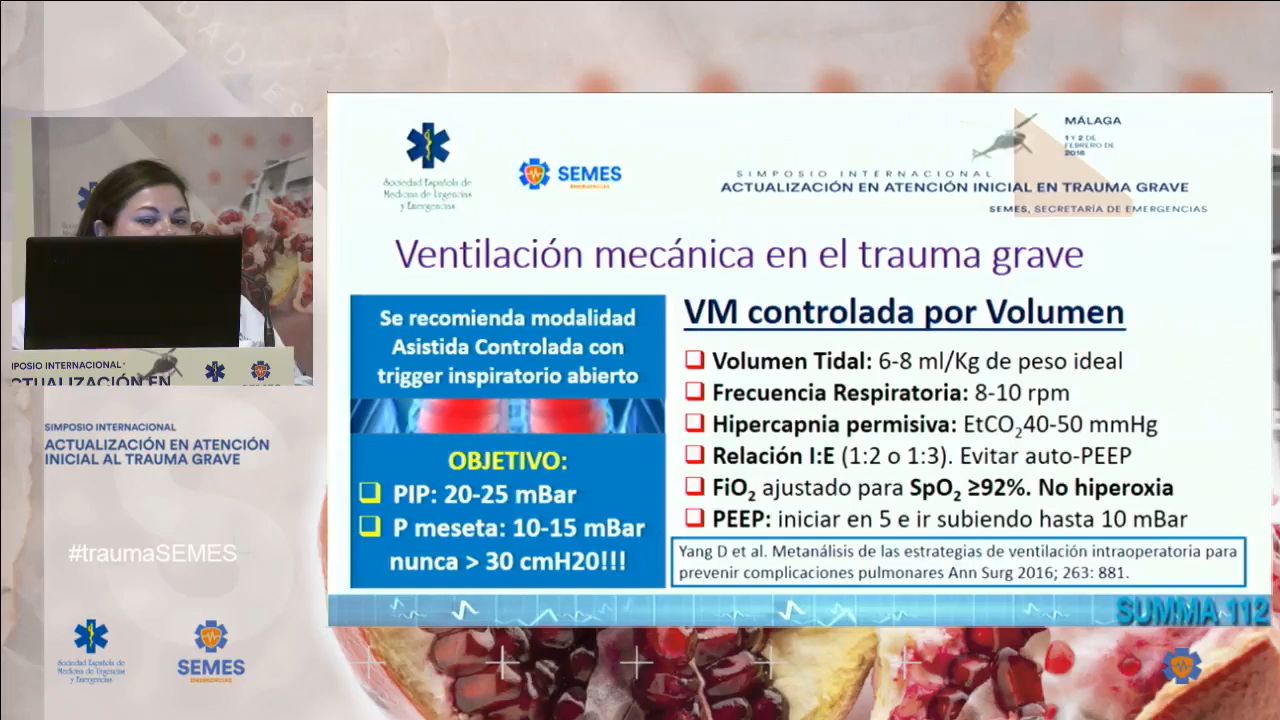 Sociedad Española de
Medicina de Urgencias
y Emergencias
SEMES
EMERGENCIAS
MÁLAGA
1 Y 2 DE
FEBRERO DE
2018
SIMPOSIO INTERNACIONAL
ACTUALIZACIÓN EN ATENCIÓN INICIAL EN TRAUMA GRAVE
SEMES, SECRETARÍA DE EMERGENCIAS
Ventilación mecánica en el trauma grave
Se recomienda modalidad
Asistida Controlada con
trigger inspiratorio abierto
OBJETIVO:
PIP: 20-25 mBar
P meseta: 10-15 mBar
nunca > 30 cmH20!!!
VM controlada por Volumen
Volumen Tidal: 6-8 ml/Kg de peso ideal
Frecuencia Respiratoria: 8-10 rpm
Hipercapnia permisiva: EtCO₂40-50 mmHg
Relación I:E (1:2 o 1:3). Evitar auto-PEEP
FiO₂ ajustado para SpO₂ ≥92%. No hiperoxia
PEEP: iniciar en 5 e ir subiendo hasta 10 mBar
Yang D et al. Metanálisis de las estrategias de ventilación intraoperatoria para
prevenir complicaciones pulmonares Ann Surg 2016; 263: 881.
SUMMA 112
MPOSIO INTERNACIONAL
CTUALIZACIÓN EN
SIMPOSIO INTERNACIONAL
ACTUALIZACIÓN EN ATENCIÓN
INICIAL AL TRAUMA GRAVE
#traumaSEMES
Sociedad Española de
Medicina de Urgencias
y Emergencias
SEMES
EMERGENCIAS